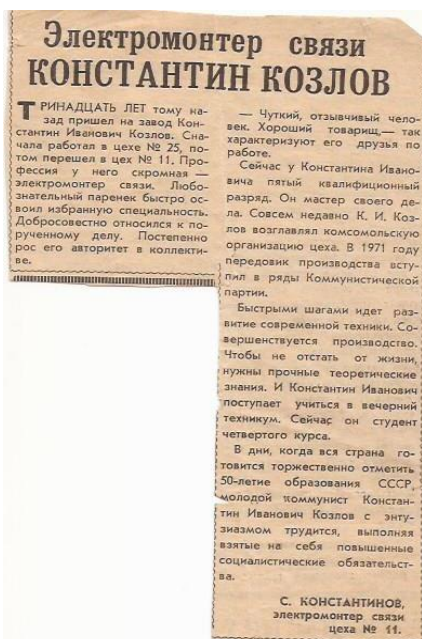 Электромонтер связи
КОНСТАНТИН КОЗЛОВ
ТРИНАДЦАТЬ ЛЕТ тому на-
зад пришел на завод Кон-
стантин Иванович Козлов. Сна-
чала работал в цехе № 25, по-
том перешел в цех № 11. Про-
фессия у него скромная —
электромонтер связи. Любо-
знательный паренек быстро ос-
воил избранную специальность.
Добросовестно относился к по-
рученному делу. Постепенно
рос его авторитет в коллекти-
ве.
— Чуткий, отзывчивый чело-
век. Хороший товарищ,— так
характеризуют его друзья по
работе.
Сейчас у Константина Ивано-
вича пятый квалификационный
разряд. Он мастер своего де-
ла. Совсем недавно К. И. Коз-
лов возглавлял комсомольскую
организацию цеха. В 1971 году
передовик производства всту-
пил в ряды Коммунистической
партии.
Быстрыми шагами идет раз-
витие современной техники. Со-
вершенствуется производство.
Чтобы не отстать от жизни,
нужны прочные теоретические
знания. И Константин Иванович
поступает учиться в вечерний
техникум. Сейчас он студент
четвертого курса.
В дни, когда вся страна го-
товится торжественно отметить
50-летие образования СССР,
молодой коммунист Констан-
тин Иванович Козлов с энту-
зиазмом трудится, выполняя
взятые на себя повышенные
социалистические обязательст-
ва.
С. КОНСТАНТИНОВ,
электромонтер связи
цеха № 11.